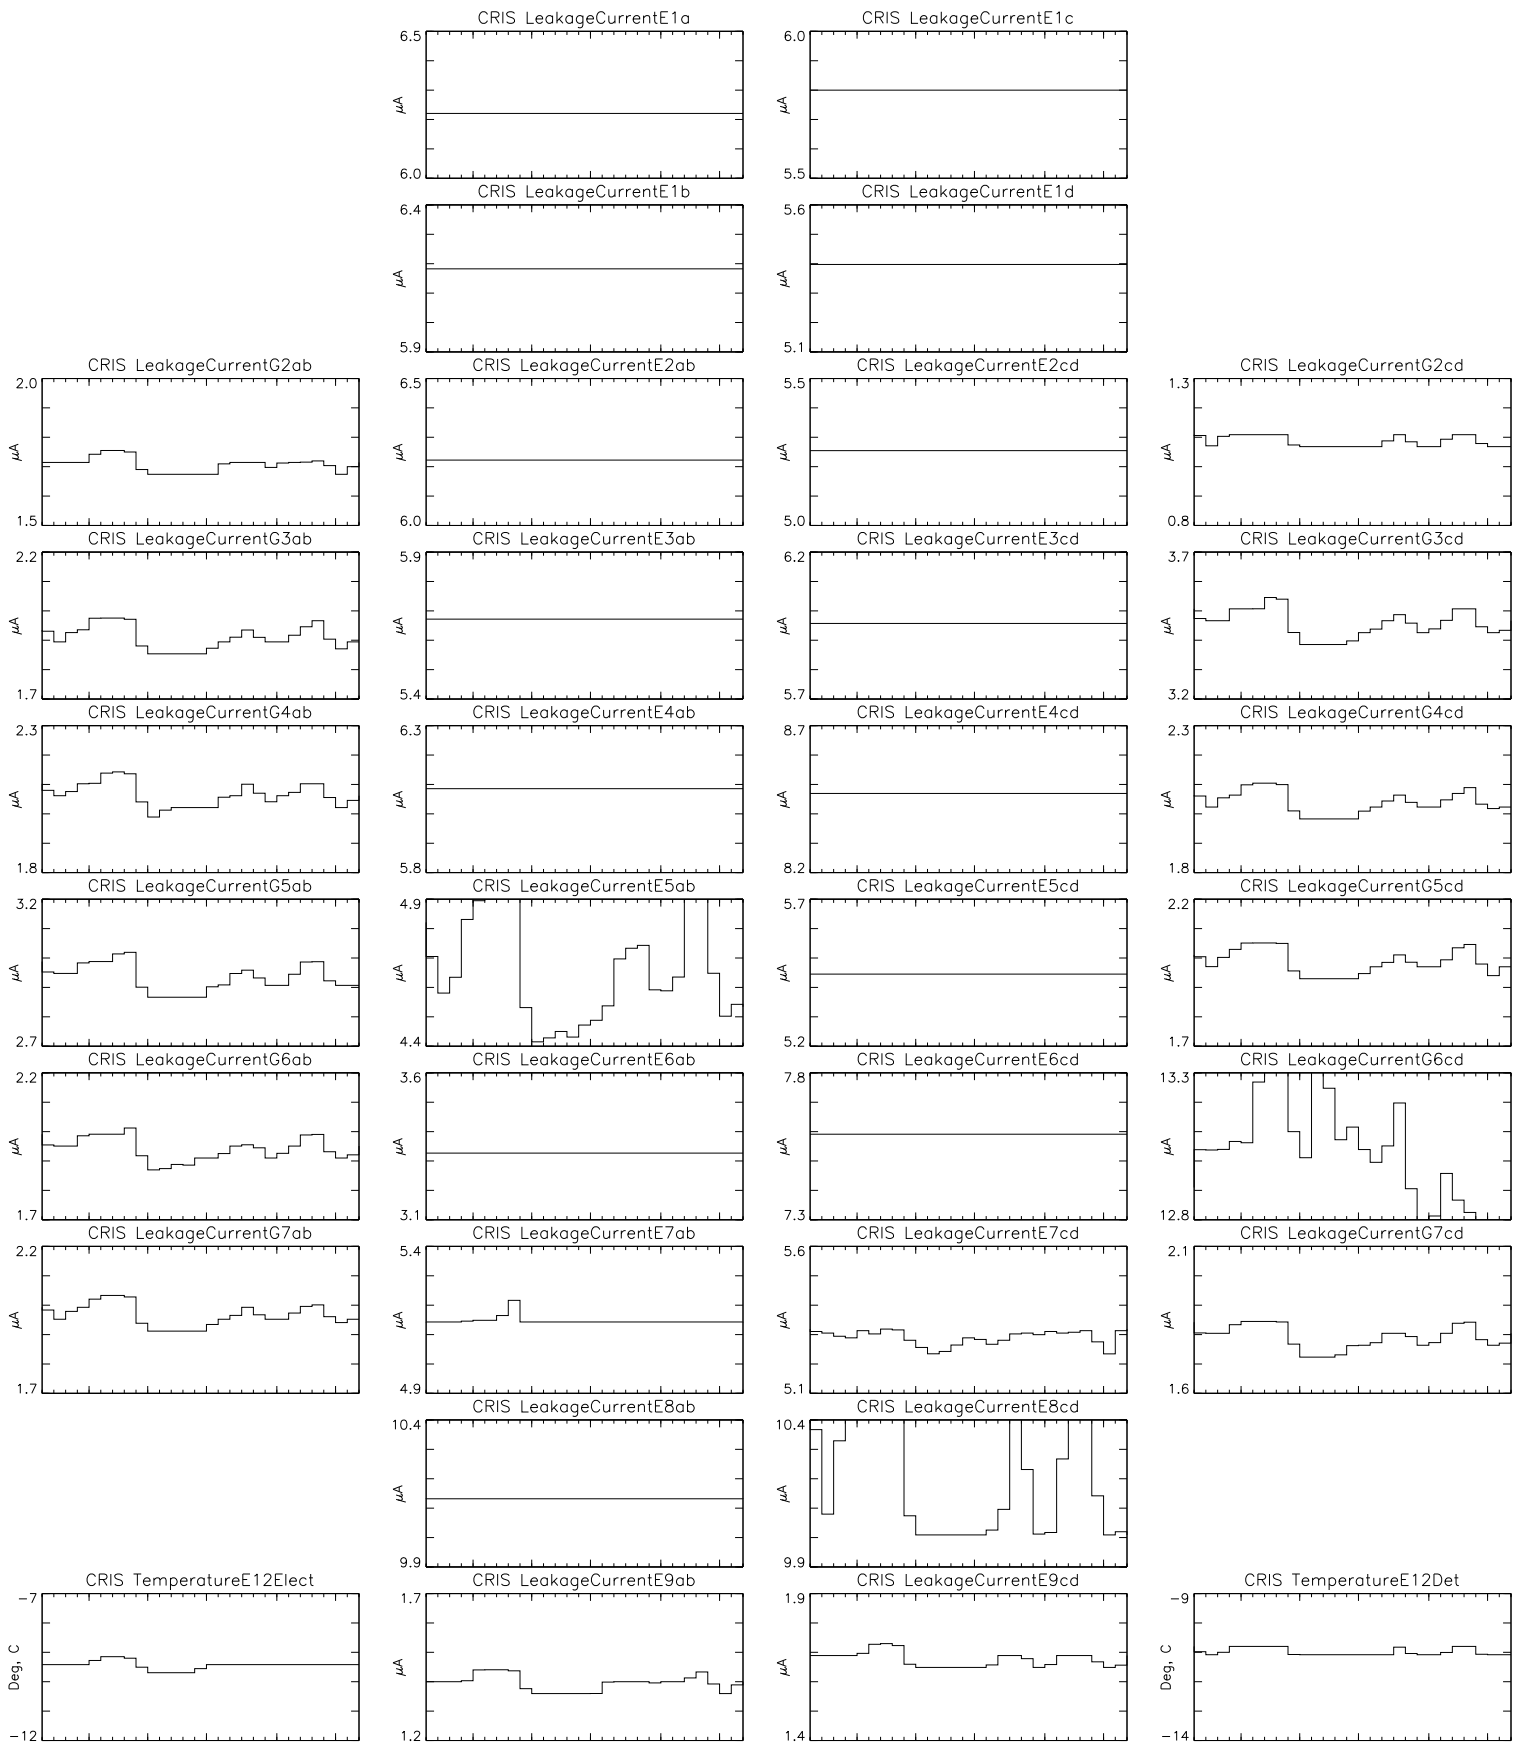 CRIS LeakageCurrentE1a
6.5
μA
6.0
CRIS LeakageCurrentE1c
6.0
μA
5.5
CRIS LeakageCurrentE1b
6.4
μA
5.9
CRIS LeakageCurrentE1d
5.6
μA
5.1
CRIS LeakageCurrentG2ab
2.0
μA
1.5
CRIS LeakageCurrentE2ab
6.5
μA
6.0
CRIS LeakageCurrentE2cd
5.5
μA
5.0
CRIS LeakageCurrentG2cd
1.3
μA
0.8
CRIS LeakageCurrentG3ab
2.2
μA
1.7
CRIS LeakageCurrentE3ab
5.9
μA
5.4
CRIS LeakageCurrentE3cd
6.2
μA
5.7
CRIS LeakageCurrentG3cd
3.7
μA
3.2
CRIS LeakageCurrentG4ab
2.3
μA
1.8
CRIS LeakageCurrentE4ab
6.3
μA
5.8
CRIS LeakageCurrentE4cd
8.7
μA
8.2
CRIS LeakageCurrentG4cd
2.3
μA
1.8
CRIS LeakageCurrentG5ab
3.2
μA
2.7
CRIS LeakageCurrentE5ab
4.9
μA
4.4
CRIS LeakageCurrentE5cd
5.7
μA
5.2
CRIS LeakageCurrentG5cd
2.2
μA
1.7
CRIS LeakageCurrentG6ab
2.2
μA
1.7
CRIS LeakageCurrentE6ab
3.6
μA
3.1
CRIS LeakageCurrentE6cd
7.8
μA
7.3
CRIS LeakageCurrentG6cd
13.3
μA
12.8
CRIS LeakageCurrentG7ab
2.2
μA
1.7
CRIS LeakageCurrentE7ab
5.4
μA
4.9
CRIS LeakageCurrentE7cd
5.6
μA
5.1
CRIS LeakageCurrentG7cd
2.1
μA
1.6
CRIS LeakageCurrentE8ab
10.4
μA
9.9
CRIS LeakageCurrentE8cd
10.4
μA
9.9
CRIS TemperatureE12Elect
-7
Deg, C
-12
CRIS LeakageCurrentE9ab
1.7
μA
1.2
CRIS LeakageCurrentE9cd
1.9
μA
1.4
CRIS TemperatureE12Det
-9
Deg, C
-14